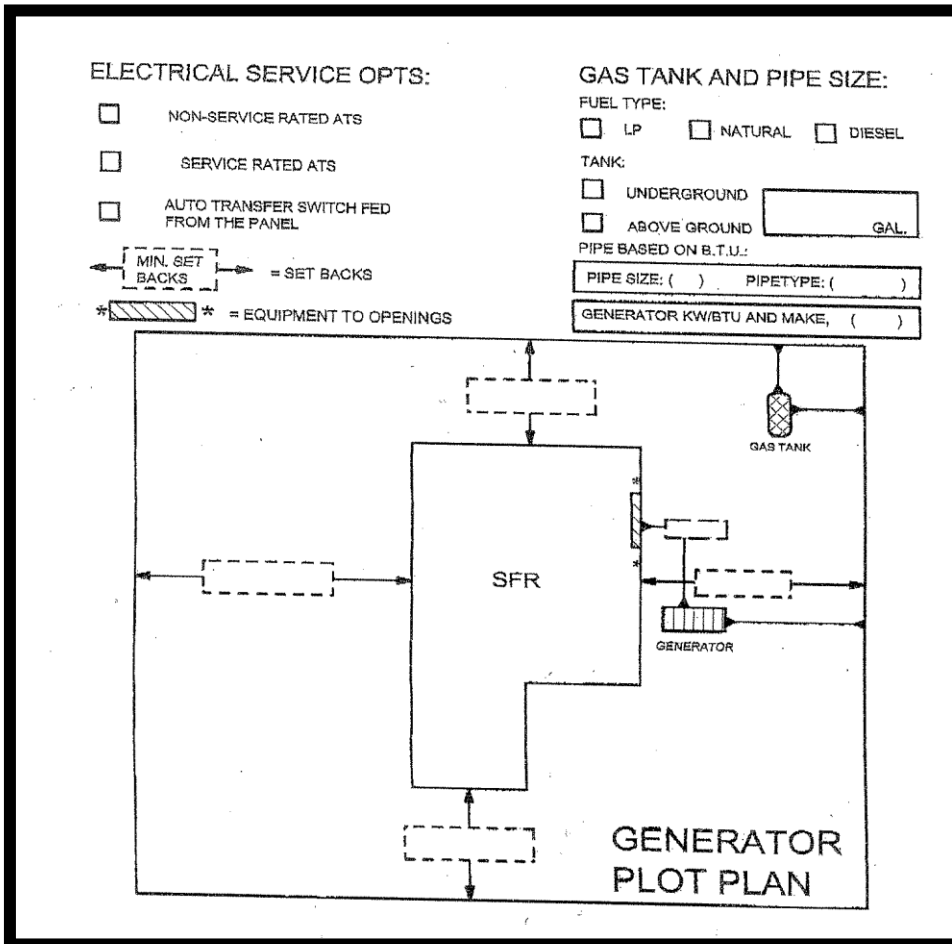 ELECTRICAL SERVICE OPTS:
NON-SERVICE RATED ATS
SERVICE RATED ATS
AUTO TRANSFER SWITCH FED
FROM THE PANEL
MIN. SET
BACKS
= SET BACKS
* * = EQUIPMENT TO OPENINGS
GAS TANK AND PIPE SIZE:
FUEL TYPE:
LP NATURAL DIESEL
TANK:
UNDERGROUND
ABOVE GROUND GAL.
PIPE BASED ON B.T.U.:
PIPE SIZE: ( ) PIPETYPE: ( )
GENERATOR KW/BTU AND MAKE, ( )
GAS TANK
*
SFR
*
GENERATOR
GENERATOR
PLOT PLAN